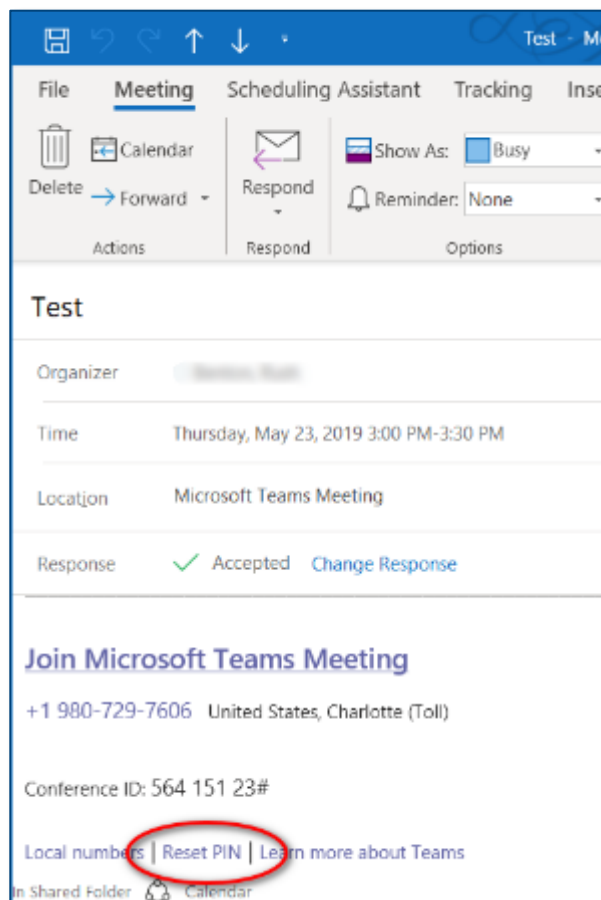 Test - M
File Meeting Scheduling Assistant Tracking Inse
Delete Calendar Forward Respond Show As: Busy Reminder: None
Actions Respond Options
Test
Organizer
Time Thursday, May 23, 2019 3:00 PM-3:30 PM
Location Microsoft Teams Meeting
Response Accepted Change Response
Join Microsoft Teams Meeting
+1 980-729-7606 United States, Charlotte (Toll)
Conference ID: 564 151 23#
Local numbers | Reset PIN | Learn more about Teams
In Shared Folder Calendar